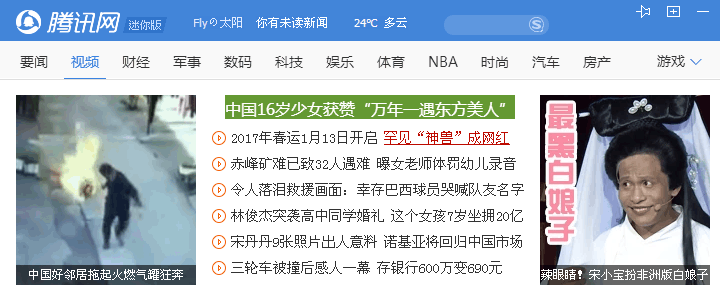 腾讯网 迷你版 Flyの太阳 你有未读新闻 24℃ 多云
要闻 视频 财经 军事 数码 科技 娱乐 体育 NBA 时尚 汽车 房产 游戏
中国16岁少女获赞“万年一遇东方美人”
2017年春运1月13日开启 罕见“神兽”成网红
赤峰矿难已致32人遇难 曝女老师体罚幼儿录音
令人落泪救援画面：幸存巴西球员哭喊队友名字
林俊杰突袭高中同学婚礼 这个女孩7岁坐拥20亿
宋丹丹9张照片出人意料 诺基亚将回归中国市场
三轮车被撞后感人一幕 存银行600万变690元
中国好邻居拖起火燃气罐狂奔
最黑白娘子
辣眼睛！宋小宝扮非洲版白娘子